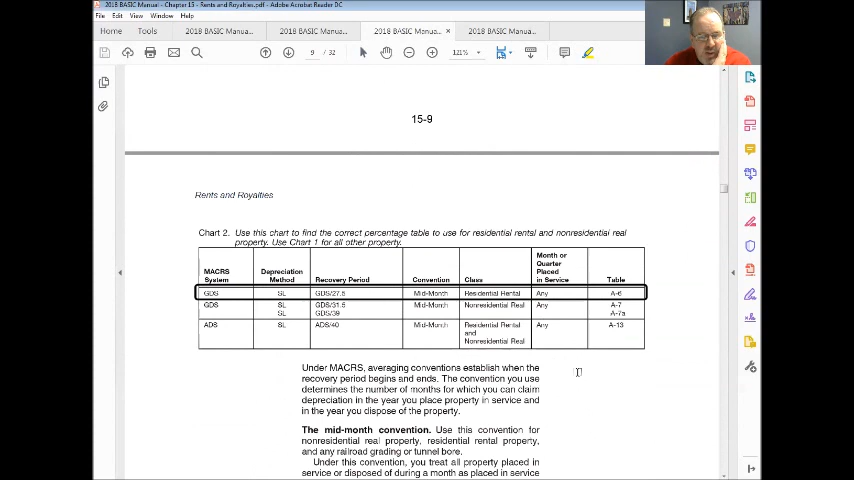 2018 BASIC Manual - Chapter 15 - Rents and Royalties.pdf - Adobe Acrobat Reader DC
File Edit View Window Help
Home Tools 2018 BASIC Manua... 2018 BASIC Manua... 2018 BASIC Manua... × 2018 BASIC Manua...
9 / 32 121%
15-9
Rents and Royalties
Chart 2. Use this chart to find the correct percentage table to use for residential rental and nonresidential real
property. Use Chart 1 for all other property.
MACRS System Depreciation Method Recovery Period Convention Class Month or Quarter Placed in Service Table
GDS SL GDS/27.5 Mid-Month Residential Rental Any A-6
GDS SL GDS/31.5 Mid-Month Nonresidential Real Any A-7
SL GDS/39 A-7a
ADS SL ADS/40 Mid-Month Residential Rental Any A-13
and
Nonresidential Real
Under MACRS, averaging conventions establish when the
recovery period begins and ends. The convention you use
determines the number of months for which you can claim
depreciation in the year you place property in service and
in the year you dispose of the property.
The mid-month convention. Use this convention for
nonresidential real property, residential rental property,
and any railroad grading or tunnel bore.
Under this convention, you treat all property placed in
service or disposed of during a month as placed in service